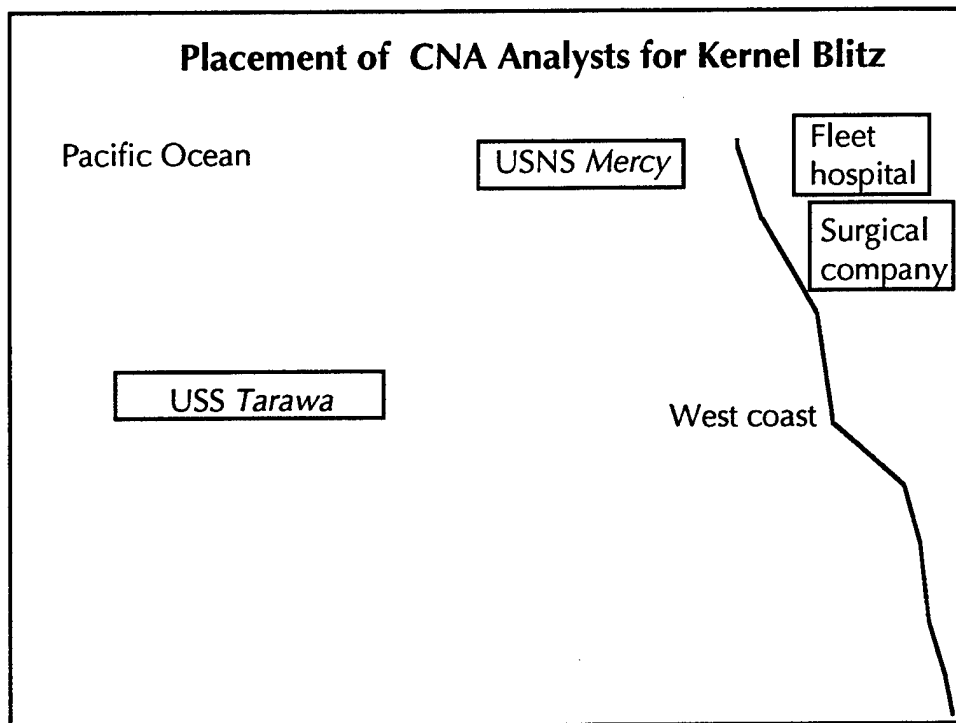 Placement of CNA Analysts for Kernel Blitz
Pacific Ocean
USNS Mercy
Fleet
hospital
Surgical
company
USS Tarawa
West coast